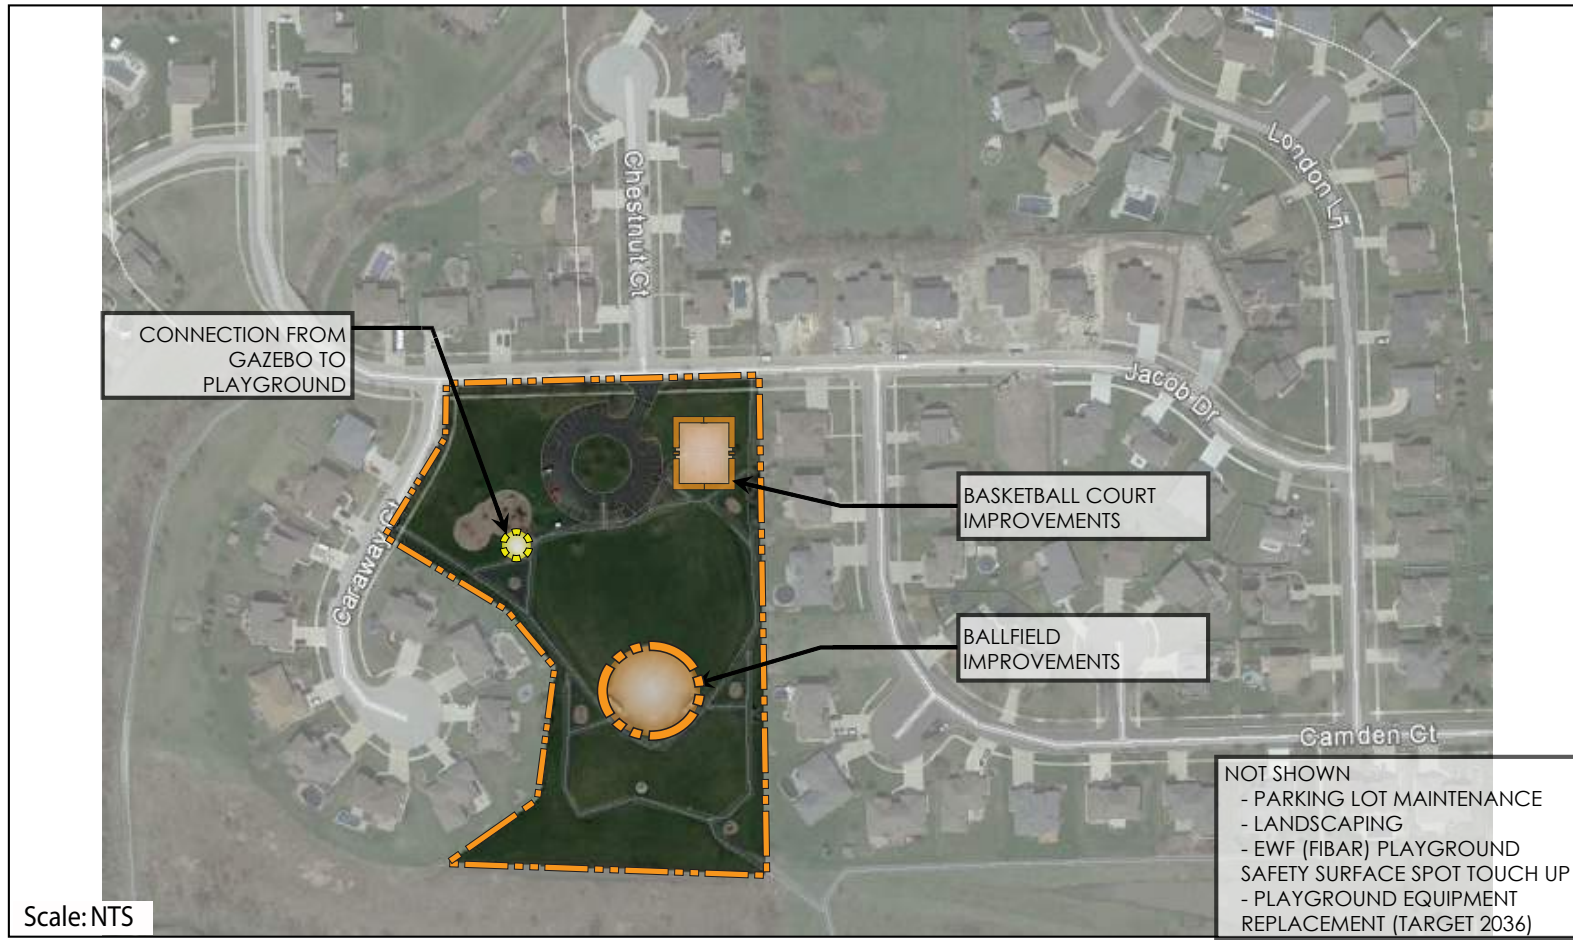 Chestnut Ct
London Ln
CONNECTION FROM
GAZEBO TO
PLAYGROUND
Jacob Dr
Caraway Ct
BASKETBALL COURT
IMPROVEMENTS
BALLFIELD
IMPROVEMENTS
Camden Ct
NOT SHOWN
- PARKING LOT MAINTENANCE
- LANDSCAPING
- EWF (FIBAR) PLAYGROUND
SAFETY SURFACE SPOT TOUCH UP
- PLAYGROUND EQUIPMENT
REPLACEMENT (TARGET 2036)
Scale: NTS